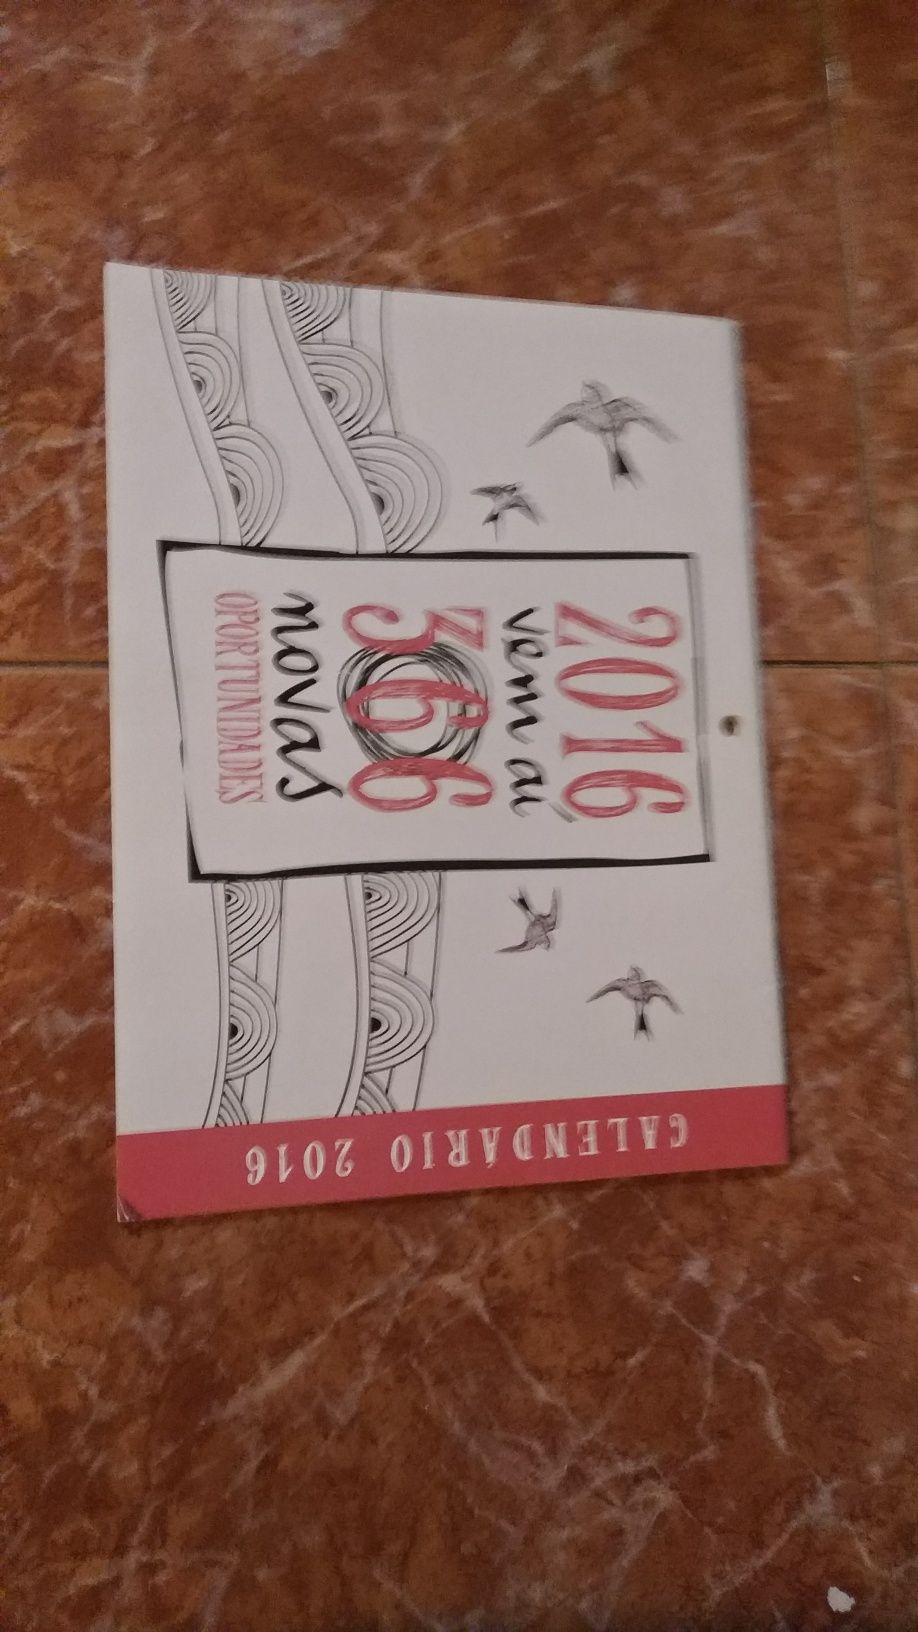 2016
vem aí
366
novas
OPORTUNIDADES
CALENDÁRIO 2016